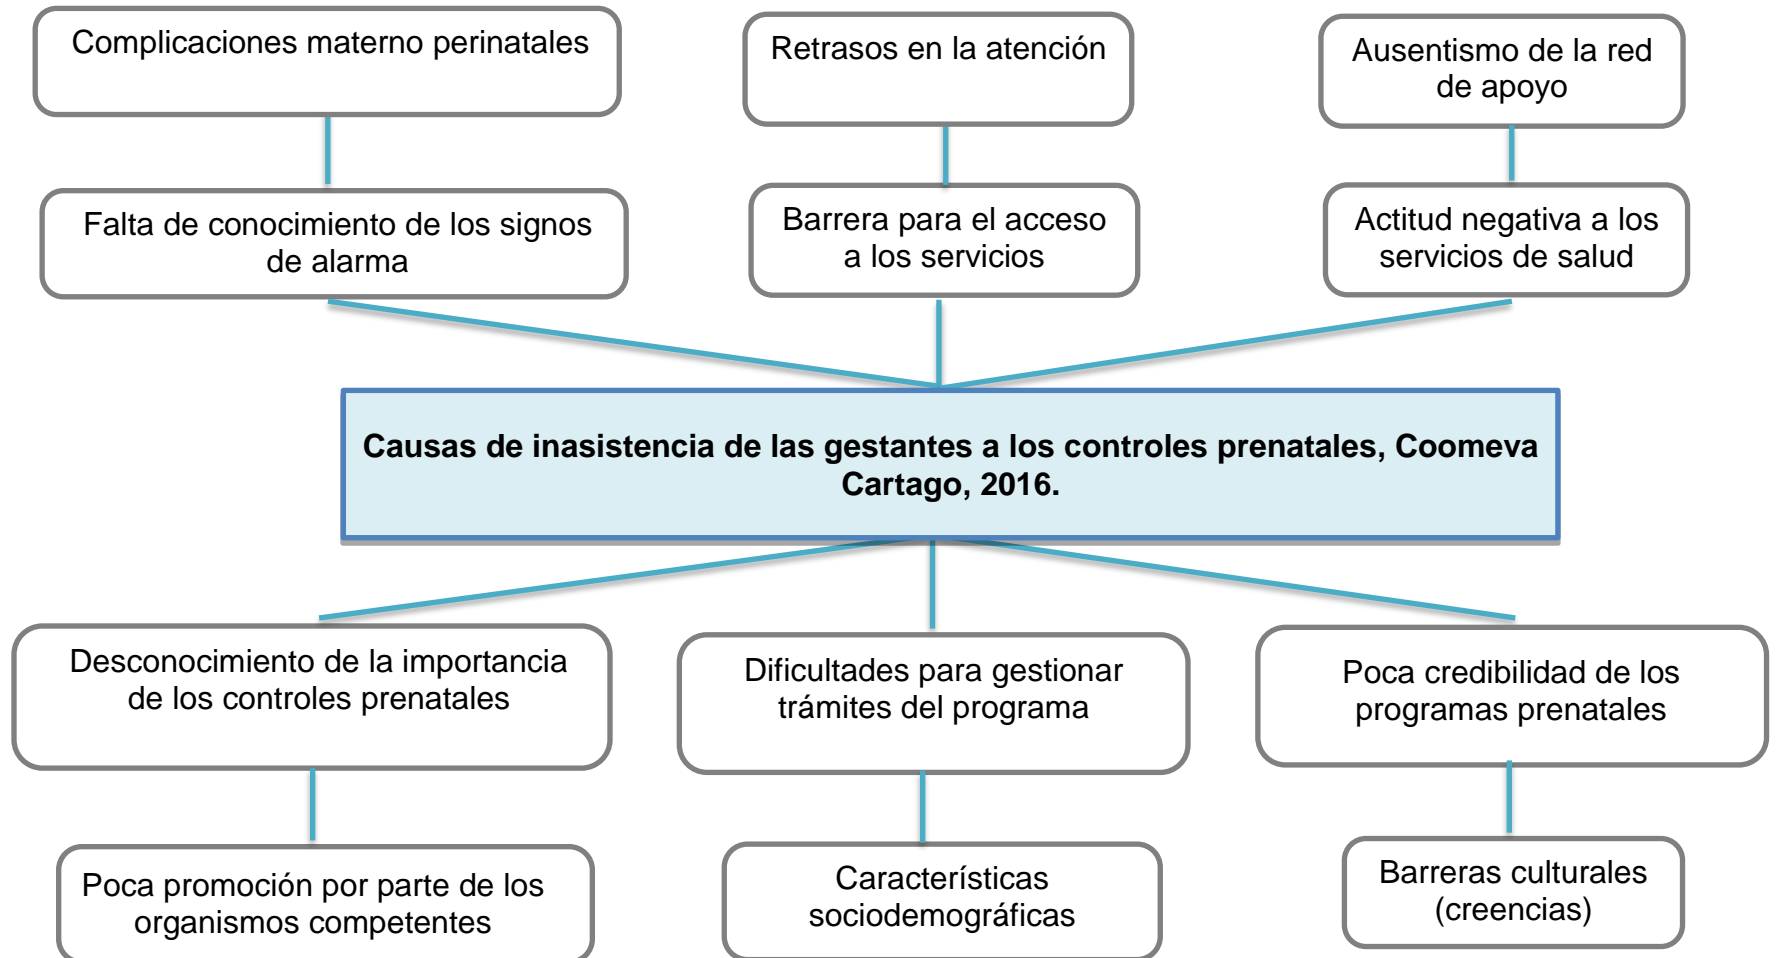 Complicaciones materno perinatales
Retrasos en la atención
Ausentismo de la red
de apoyo
Falta de conocimiento de los signos
de alarma
Barrera para el acceso
a los servicios
Actitud negativa a los
servicios de salud
Causas de inasistencia de las gestantes a los controles prenatales, Coomeva
Cartago, 2016.
Desconocimiento de la importancia
de los controles prenatales
Dificultades para gestionar
trámites del programa
Poca credibilidad de los
programas prenatales
Poca promoción por parte de los
organismos competentes
Características
sociodemográficas
Barreras culturales
(creencias)